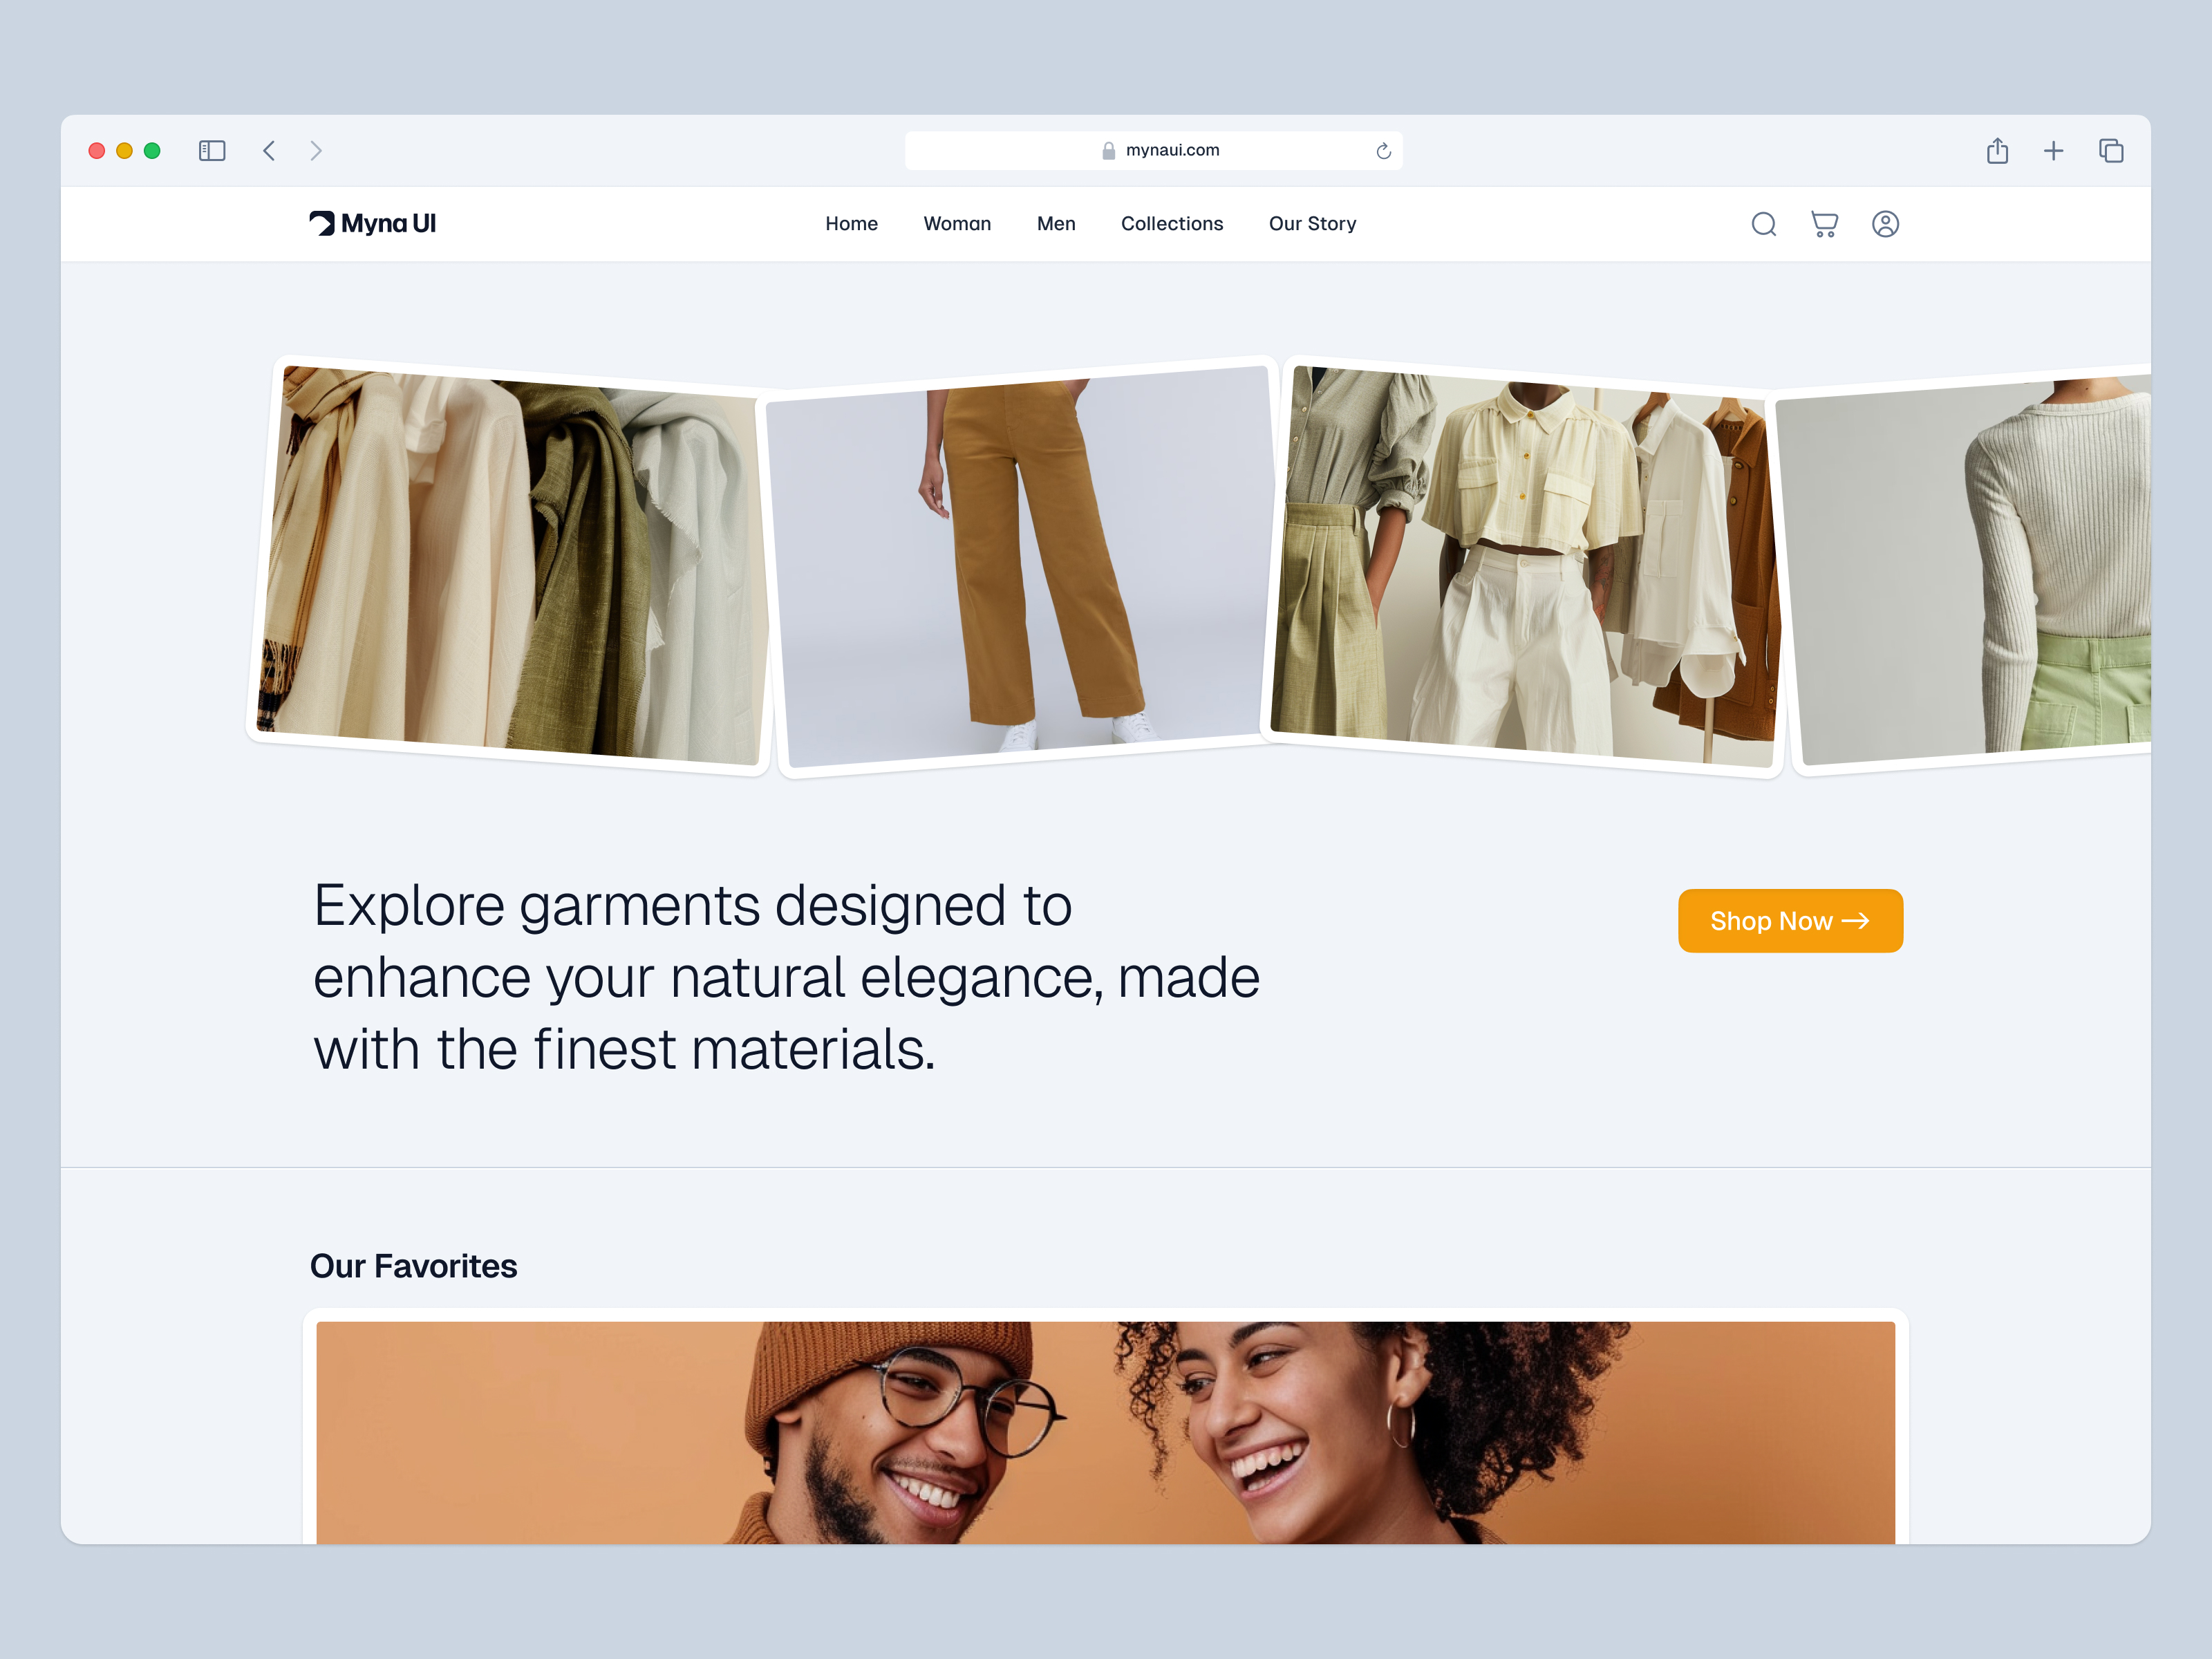 mynaui.com
Myna UI
Home
Woman
Men
Collections
Our Story
Explore garments designed to
enhance your natural elegance, made
with the finest materials.
Shop Now →
Our Favorites